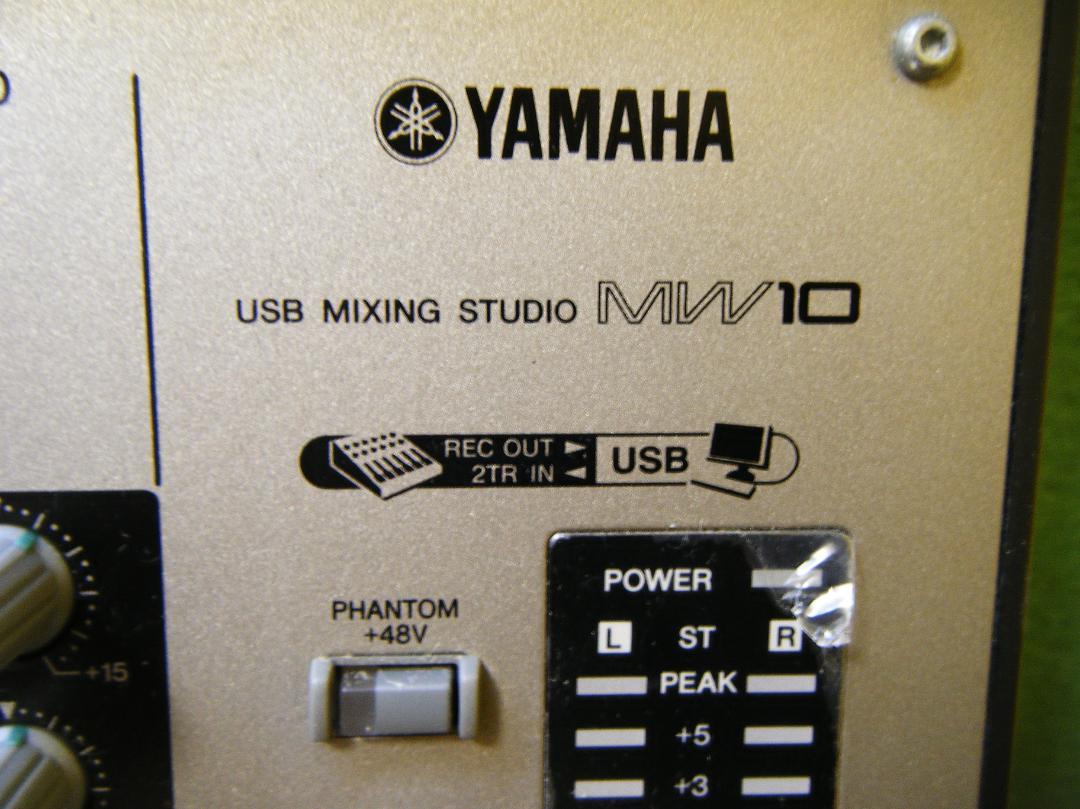 YAMAHA
USB MIXING STUDIO MW10
REC OUT
2TR IN
USB
PHANTOM
+48V
POWER
L ST R
PEAK
+5
+3
+15